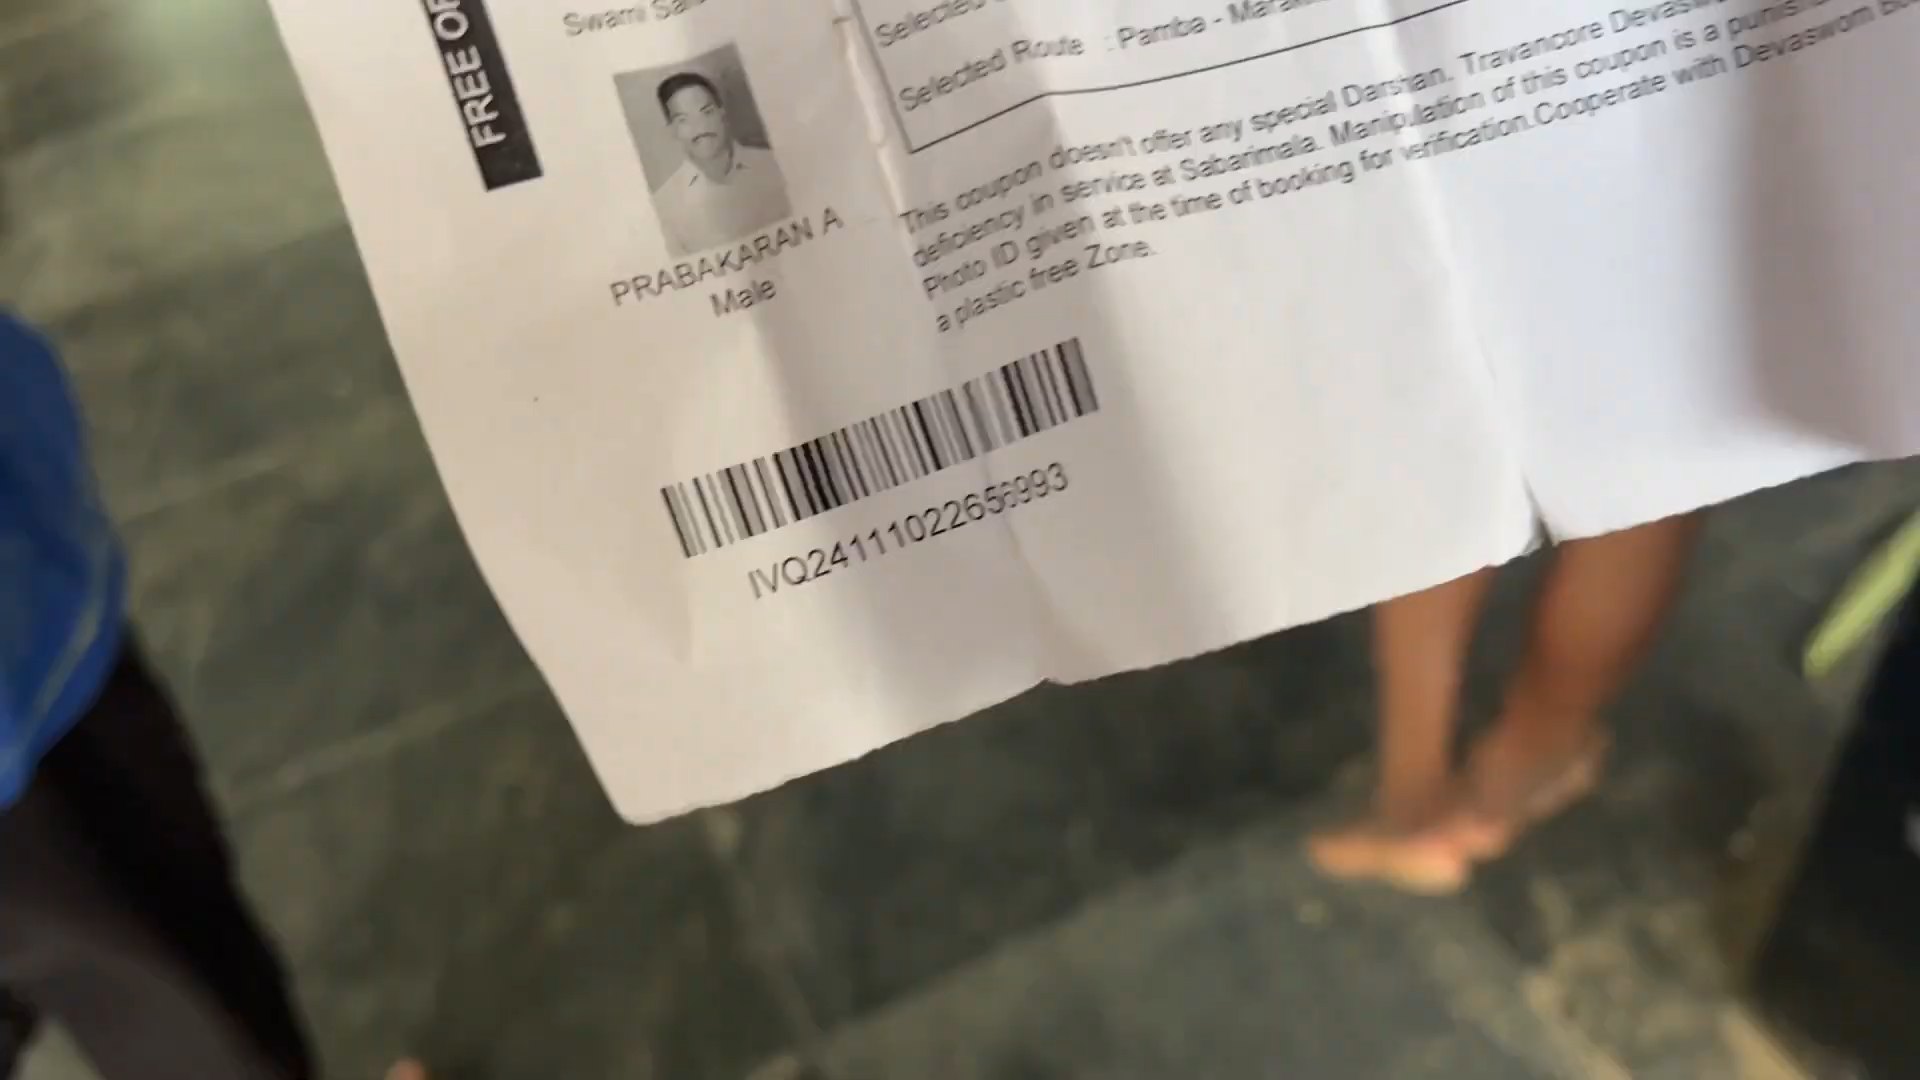 FREE OF
Swami
Selected
Selected Route : Pamba -
This coupon doesn't offer any special Darshan. Travancore
deficiency in service at Sabarimala. Manipulation of this coupon is a
Photo ID given at the time of booking for verification.Cooperate with Devaswom
a plastic free Zone.
PRABAKARAN A
Male
IVQ24111022656993